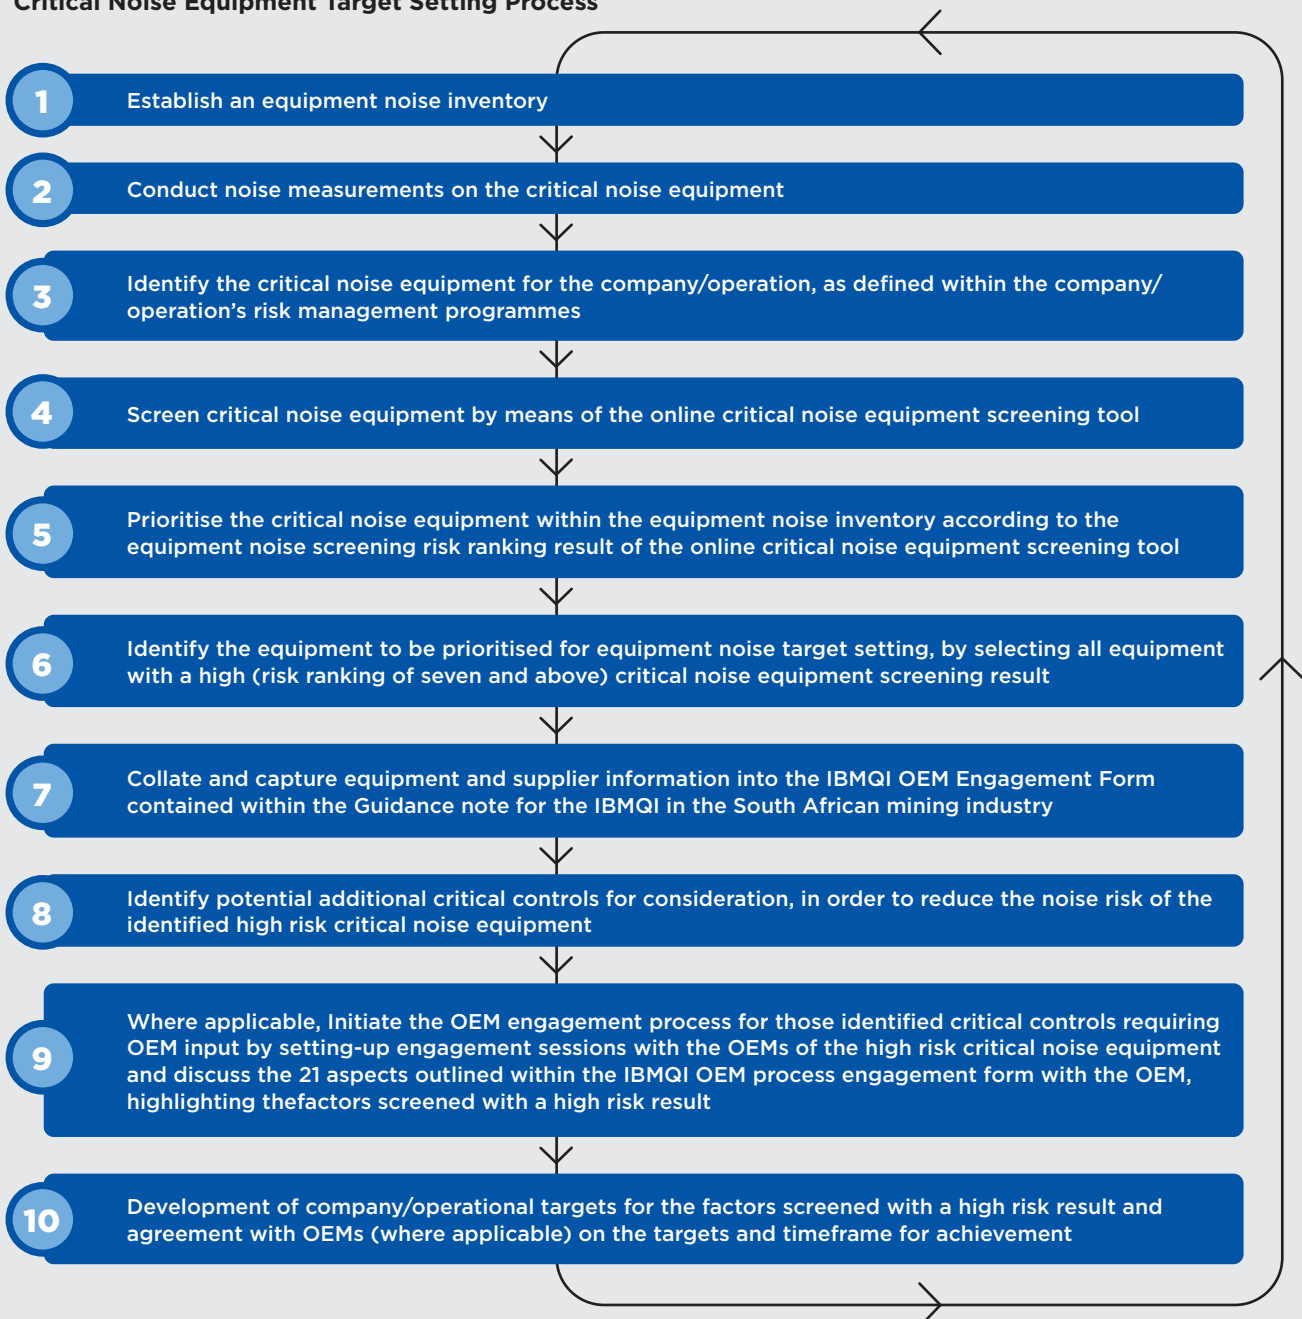 Critical Noise Equipment Target Setting Process
1
Establish an equipment noise inventory
2
Conduct noise measurements on the critical noise equipment
3
Identify the critical noise equipment for the company/operation, as defined within the company/
operation's risk management programmes
4
Screen critical noise equipment by means of the online critical noise equipment screening tool
5
Prioritise the critical noise equipment within the equipment noise inventory according to the
equipment noise screening risk ranking result of the online critical noise equipment screening tool
6
Identify the equipment to be prioritised for equipment noise target setting, by selecting all equipment
with a high (risk ranking of seven and above) critical noise equipment screening result
7
Collate and capture equipment and supplier information into the IBMQI OEM Engagement Form
contained within the Guidance note for the IBMQI in the South African mining industry
8
Identify potential additional critical controls for consideration, in order to reduce the noise risk of the
identified high risk critical noise equipment
9
Where applicable, Initiate the OEM engagement process for those identified critical controls requiring
OEM input by setting-up engagement sessions with the OEMs of the high risk critical noise equipment
and discuss the 21 aspects outlined within the IBMQI OEM process engagement form with the OEM,
highlighting thefactors screened with a high risk result
10
Development of company/operational targets for the factors screened with a high risk result and
agreement with OEMs (where applicable) on the targets and timeframe for achievement